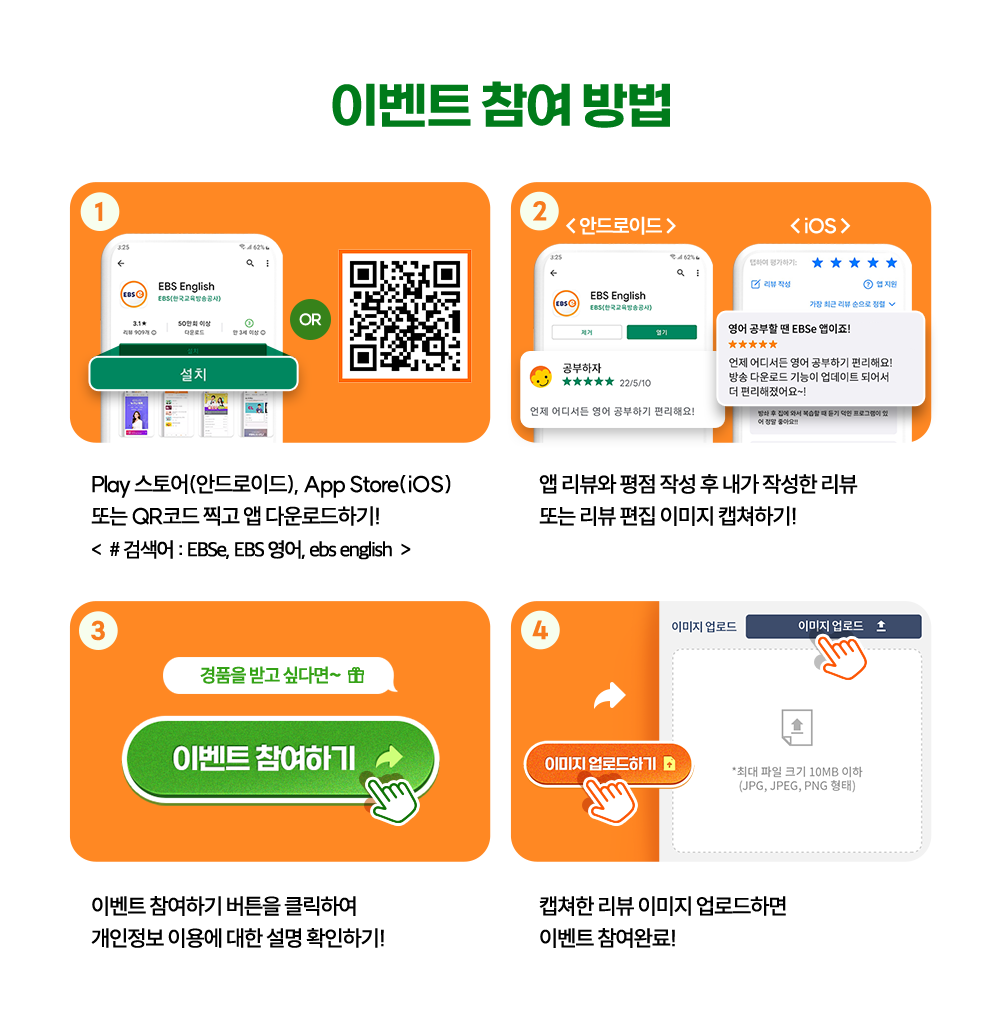 이벤트 참여 방법
1
3:25
62%
EBS English
EBS(한국교육방송공사)
3.1★
리뷰 909개
50만회 이상
다운로드
3
만 3세 이상
설치
설치
OR
Play 스토어(안드로이드), App Store(iOS)
또는 QR코드 찍고 앱 다운로드하기!
< # 검색어 : EBSe, EBS 영어, ebs english >
2
<안드로이드>
3:25
62%
EBS English
EBS(한국교육방송공사)
제거
열기
공부하자
★★★★★ 22/5/10
언제 어디서든 영어 공부하기 편리해요!
<iOS>
탭하여 평가하기: ★★★★★
리뷰 작성
앱 지원
가장 최근 리뷰 순으로 정렬
영어 공부할 땐 EBSe 앱이죠!
★★★★★
언제 어디서든 영어 공부하기 편리해요!
방송 다운로드 기능이 업데이트 되어서
더 편리해졌어요~!
어 정말 좋아요!!
앱 리뷰와 평점 작성 후 내가 작성한 리뷰
또는 리뷰 편집 이미지 캡쳐하기!
3
경품을 받고 싶다면~
이벤트 참여하기
이벤트 참여하기 버튼을 클릭하여
개인정보 이용에 대한 설명 확인하기!
4
이미지 업로드하기
이미지 업로드
이미지 업로드
*최대 파일 크기 10MB 이하
(JPG, JPEG, PNG 형태)
캡쳐한 리뷰 이미지 업로드하면
이벤트 참여완료!